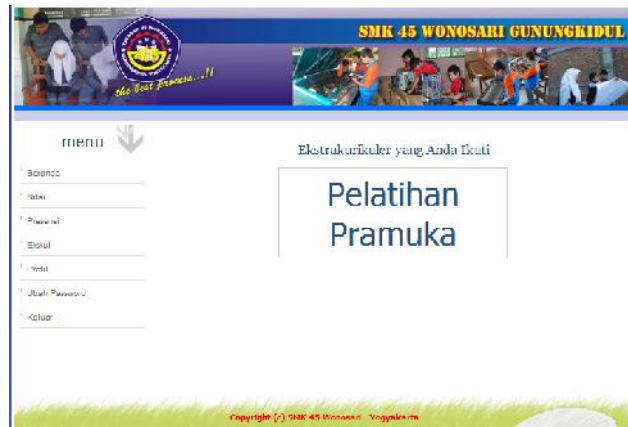 SMK 45 WONOSARI GUNUNGKIDUL
the best process...!!
menu
Ekstrakurikuler yang Anda Ikuti
Beranda
Pelatihan
Pramuka
Nilai
Presensi
Ekskul
Profil
Ubah Password
Keluar
Copyright (c) SMK 45 Wonosari - Yogyakarta